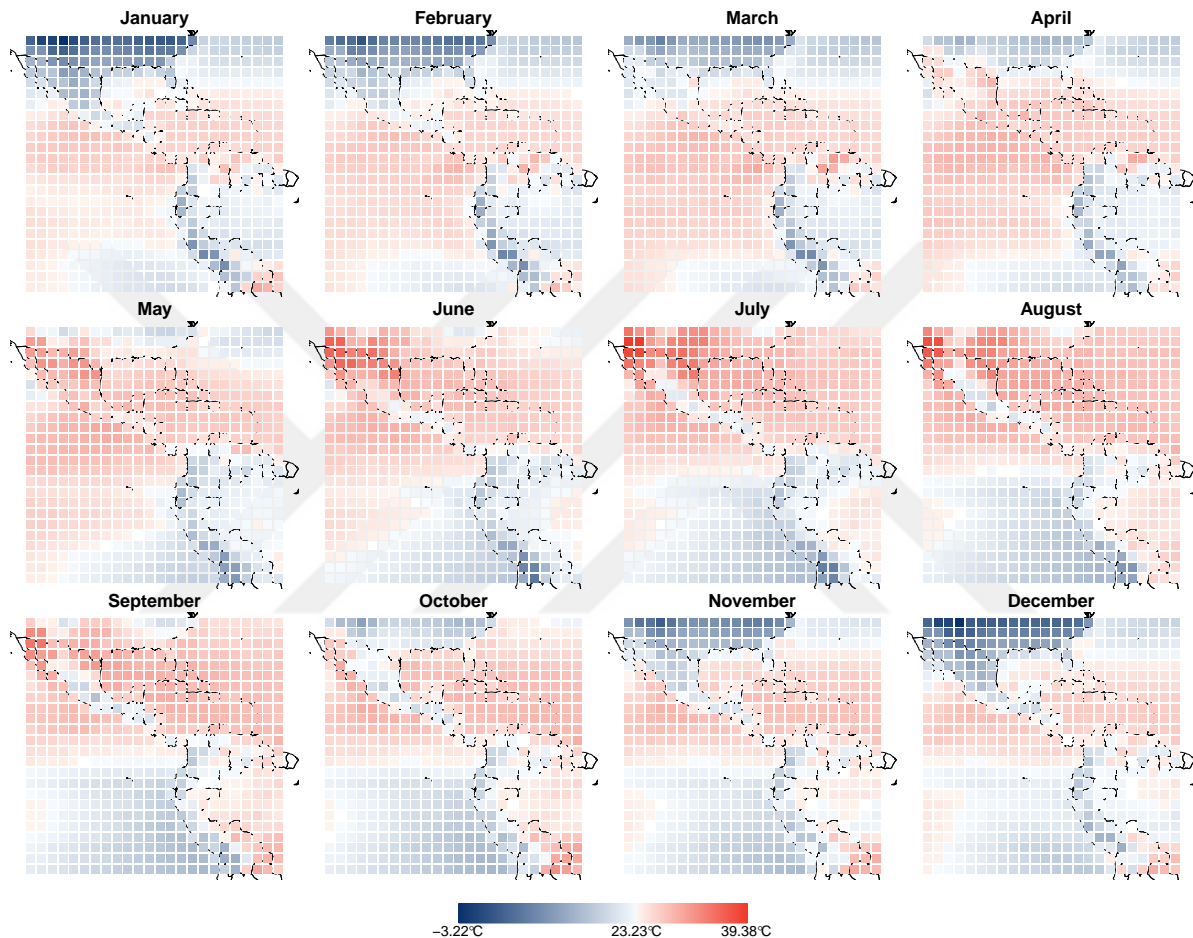 January February March April
May June July August
September October November December
−3.22℃ 23.23℃ 39.38℃